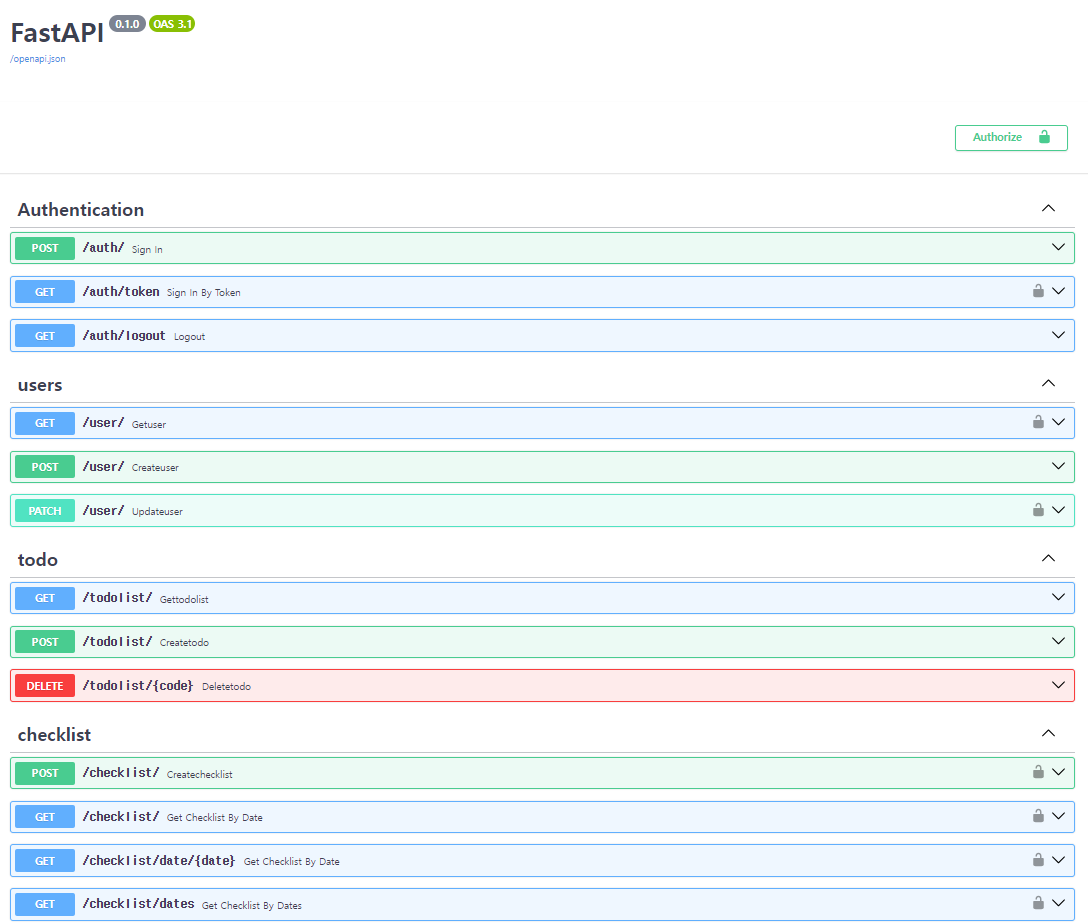 FastAPI 0.1.0 OAS 3.1
/openapi.json
Authorize
Authentication
POST /auth/ Sign In
GET /auth/token Sign In By Token
GET /auth/logout Logout
users
GET /user/ Getuser
POST /user/ Createuser
PATCH /user/ Updateuser
todo
GET /todolist/ Gettodolist
POST /todolist/ Createtodo
DELETE /todolist/{code} Deletetodo
checklist
POST /checklist/ Createchecklist
GET /checklist/ Get Checklist By Date
GET /checklist/date/{date} Get Checklist By Date
GET /checklist/dates Get Checklist By Dates